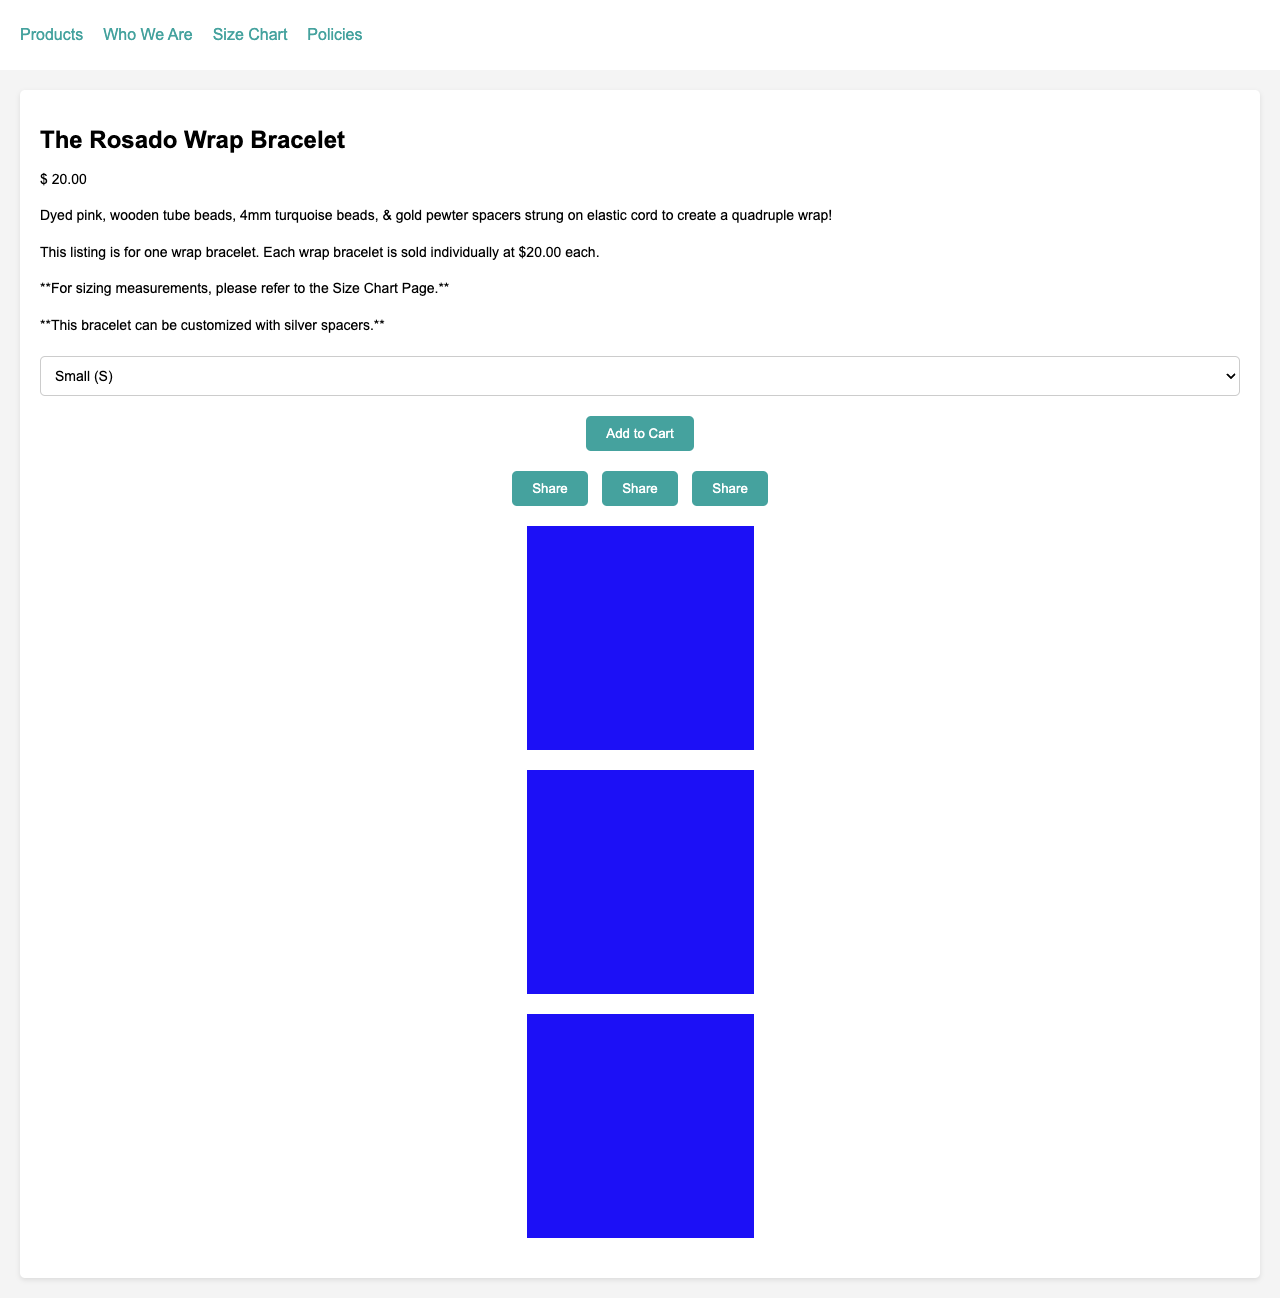 Products Who We Are Size Chart Policies
The Rosado Wrap Bracelet
$ 20.00
Dyed pink, wooden tube beads, 4mm turquoise beads, & gold pewter spacers strung on elastic cord to create a quadruple wrap!
This listing is for one wrap bracelet. Each wrap bracelet is sold individually at $20.00 each.
**For sizing measurements, please refer to the Size Chart Page.**
**This bracelet can be customized with silver spacers.**
Small (S)
Add to Cart
Share Share Share